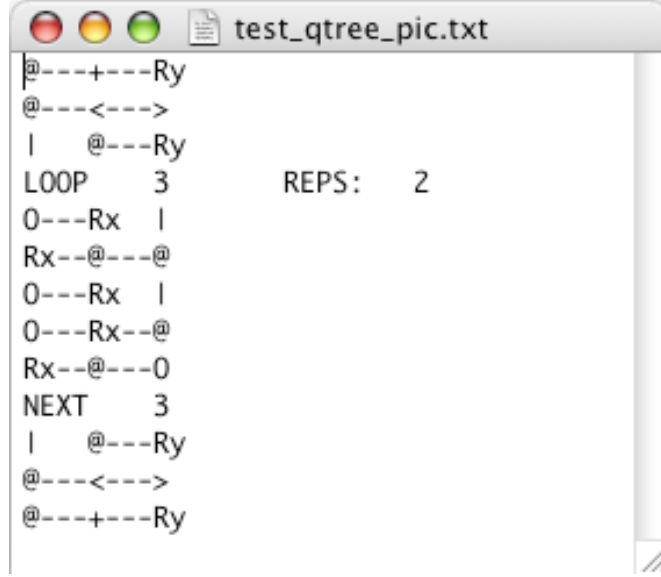 test_qtree_pic.txt
@---+---Ry
@---<--->
|   @---Ry
LOOP    3       REPS:   2
O---Rx  |
Rx--@---@
O---Rx  |
O---Rx--@
Rx--@---O
NEXT    3
|   @---Ry
@---<--->
@---+---Ry